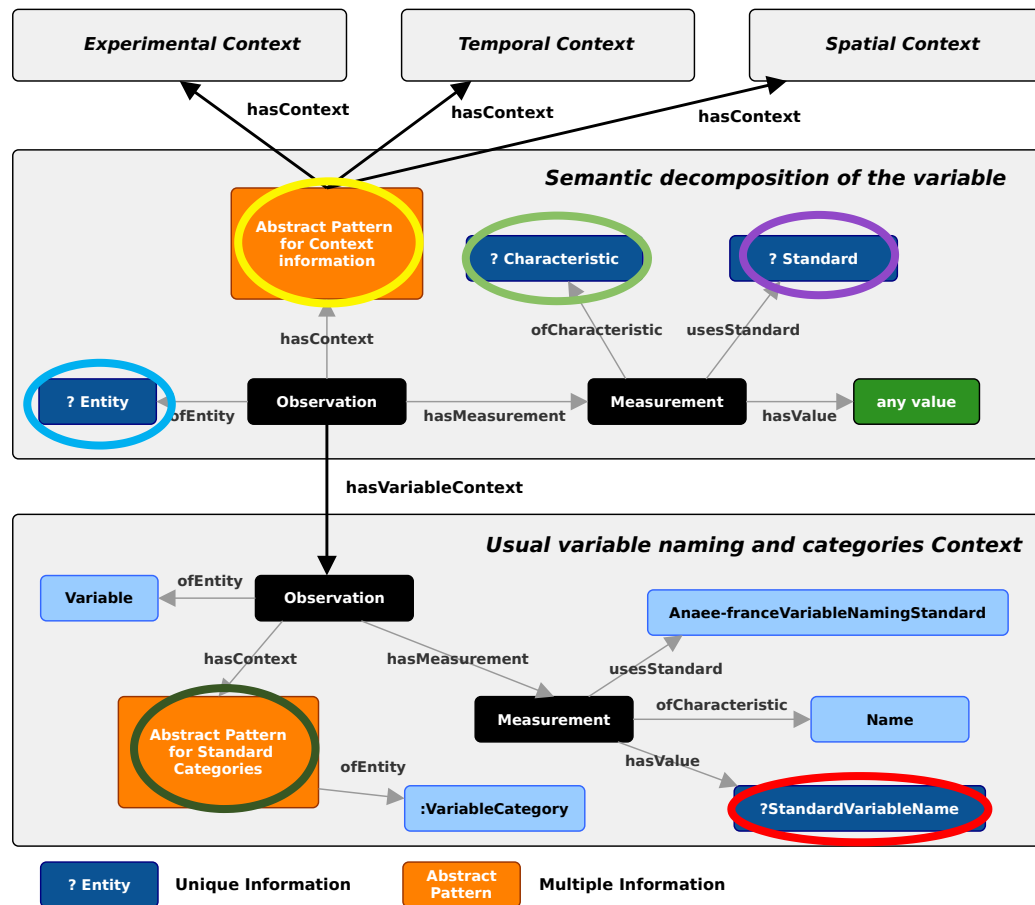 Experimental Context
Temporal Context
Spatial Context
hasContext
hasContext
hasContext
Semantic decomposition of the variable
Abstract Pattern
for Context
information
? Characteristic
? Standard
hasContext
ofCharacteristic
usesStandard
? Entity
ofEntity
Observation
hasMeasurement
Measurement
hasValue
any value
hasVariableContext
Usual variable naming and categories Context
Variable
ofEntity
Observation
Anaee-franceVariableNamingStandard
hasContext
hasMeasurement
usesStandard
Abstract Pattern
for Standard
Categories
Measurement
ofCharacteristic
Name
ofEntity
hasValue
:VariableCategory
?StandardVariableName
? Entity
Unique Information
Abstract
Pattern
Multiple Information